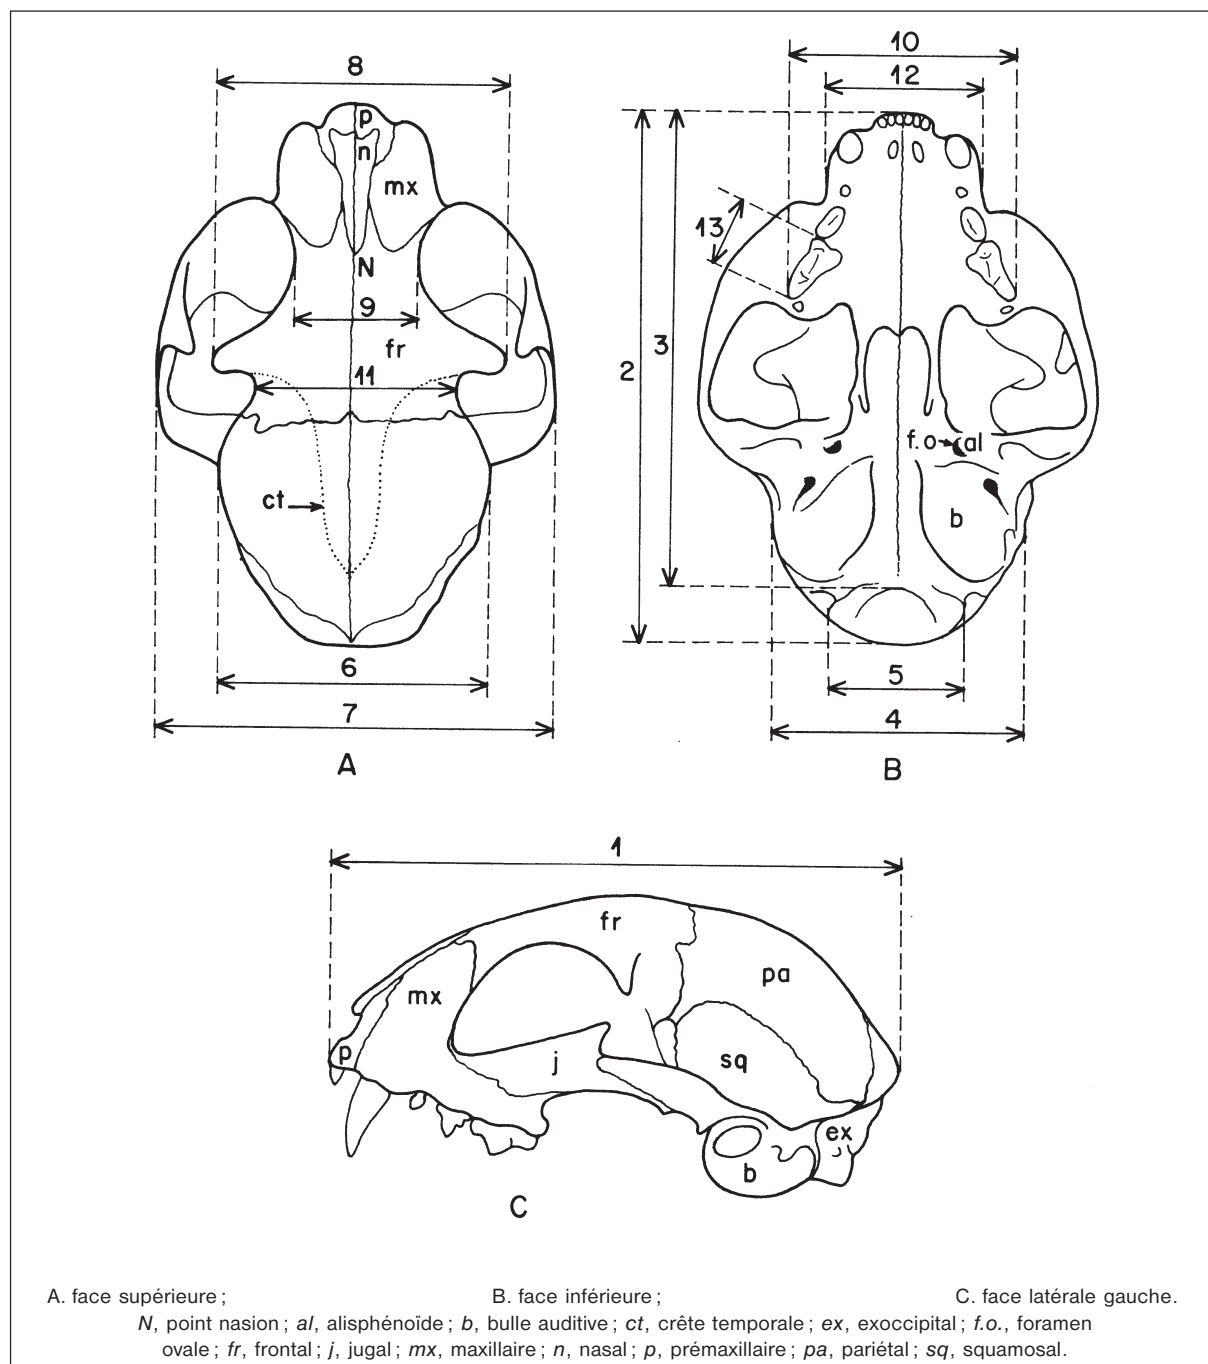 8
p
n
mx
N
9
fr
11
ct
6
7
A
10
12
13
2
3
f.o
al
b
5
4
B
1
fr
pa
mx
p
j
sq
ex
b
C
A. face supérieure ; B. face inférieure ; C. face latérale gauche.
N, point nasion ; al, alisphénoïde ; b, bulle auditive ; ct, crête temporale ; ex, exoccipital ; f.o., foramen
ovale ; fr, frontal ; j, jugal ; mx, maxillaire ; n, nasal ; p, prémaxillaire ; pa, pariétal ; sq, squamosal.